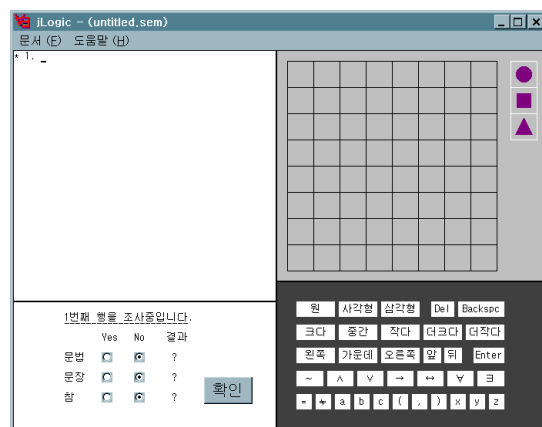 jLogic - (untitled.sem)
문서 (F) 도움말 (H)
* 1. _
1번째 행을 조사중입니다.
Yes No 결과
문법 ?
문장 ?
참 ?
확인
원 사각형 삼각형 Del Backspc
크다 중간 작다 더크다 더작다
왼쪽 가운데 오른쪽 앞 뒤 Enter
~ ∧ ∨ → ↔ ∀ ∃
= ≠ a b c ( , ) x y z